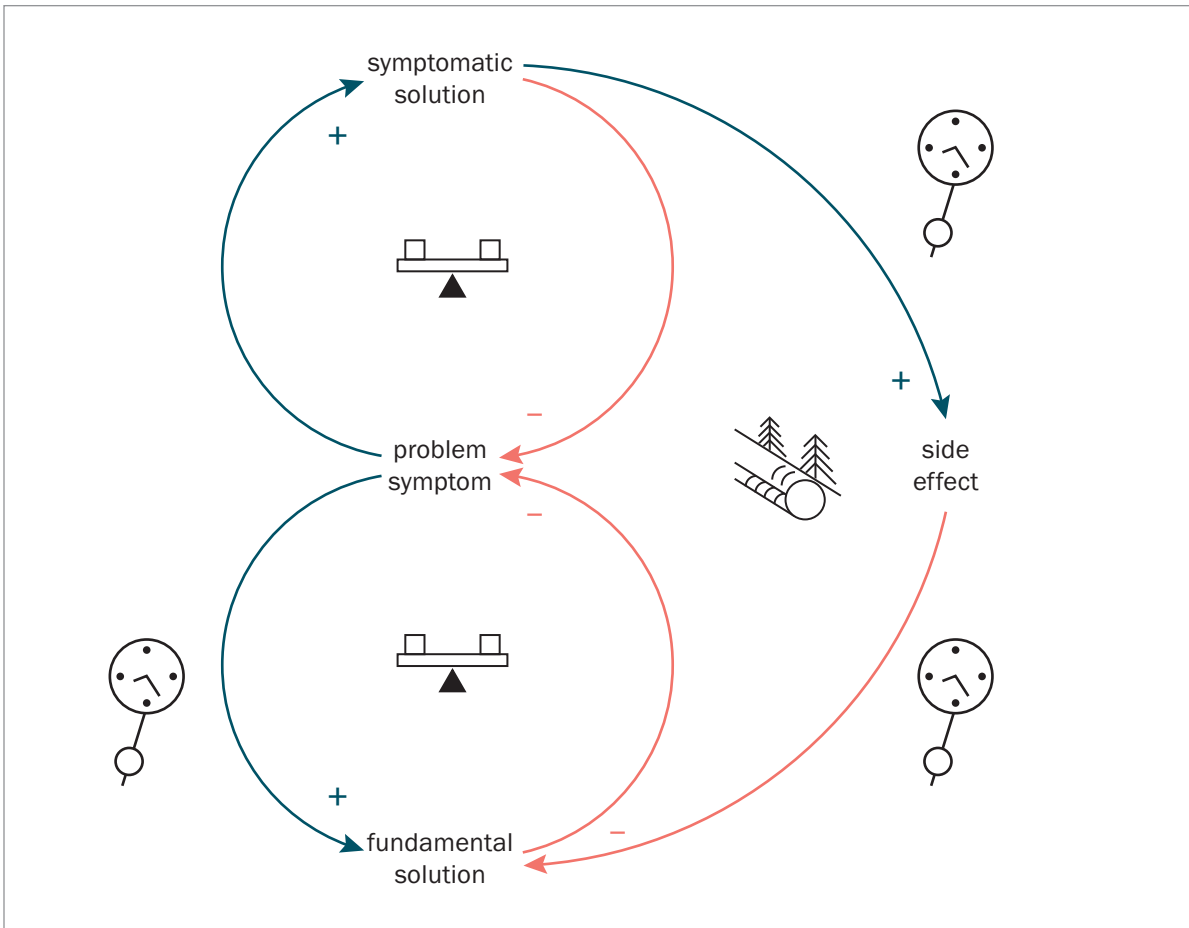 symptomatic
solution
+
+
–
problem
symptom
–
side
effect
+
–
fundamental
solution